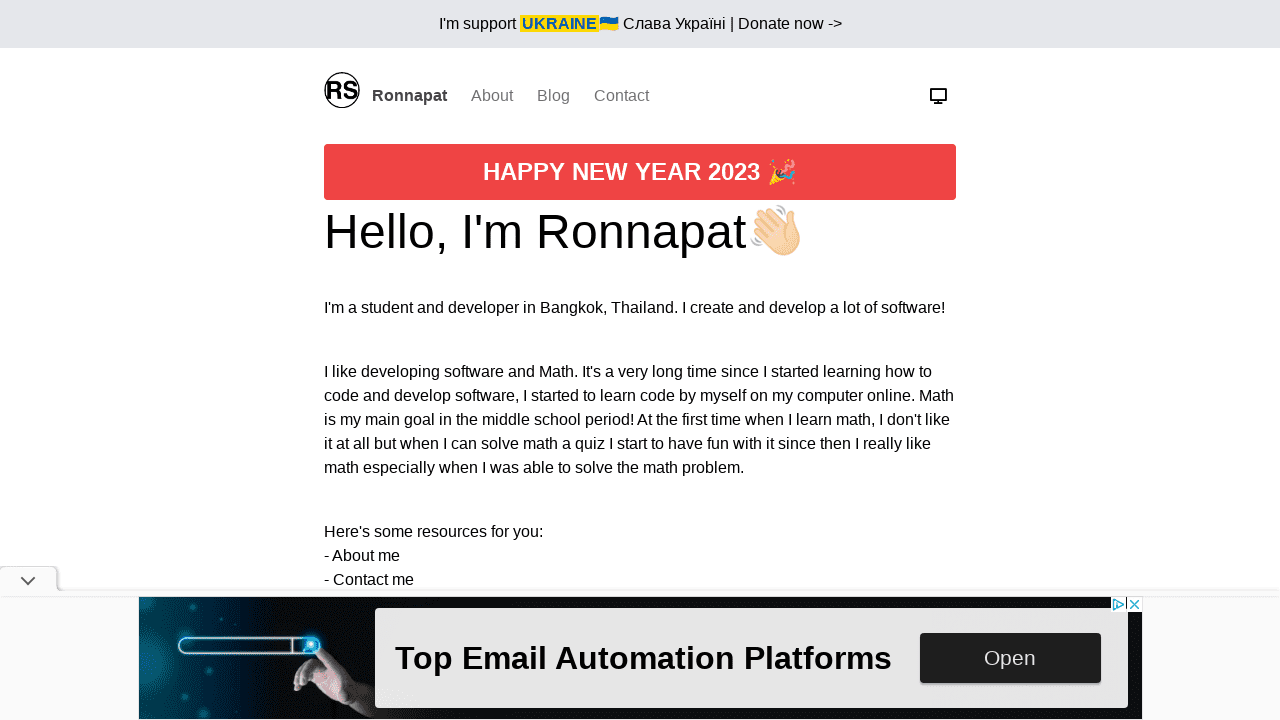 I'm support UKRAINE🇺🇦 Слава Україні | Donate now ->
RS Ronnapat About Blog Contact
HAPPY NEW YEAR 2023 🎉
Hello, I'm Ronnapat👋🏻
I'm a student and developer in Bangkok, Thailand. I create and develop a lot of software!
I like developing software and Math. It's a very long time since I started learning how to
code and develop software, I started to learn code by myself on my computer online. Math
is my main goal in the middle school period! At the first time when I learn math, I don't like
it at all but when I can solve math a quiz I start to have fun with it since then I really like
math especially when I was able to solve the math problem.
Here's some resources for you:
- About me
- Contact me
Top Email Automation Platforms
Open